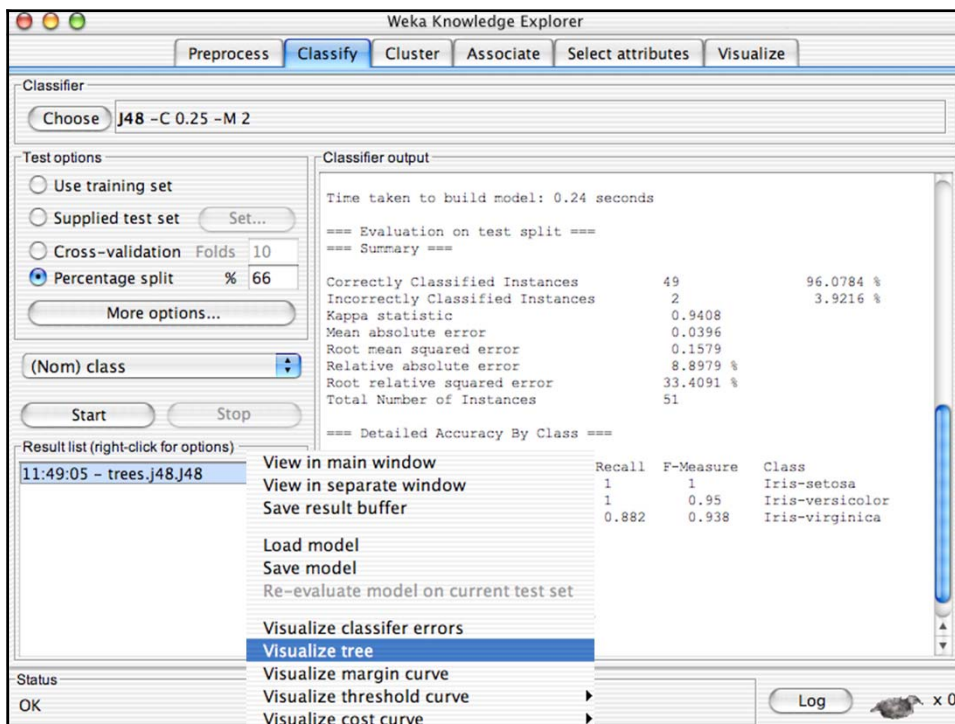 Weka Knowledge Explorer
Preprocess Classify Cluster Associate Select attributes Visualize
Classifier
Choose J48 -C 0.25 -M 2
Test options
Use training set
Supplied test set Set...
Cross-validation Folds 10
Percentage split % 66
More options...
(Nom) class
Start Stop
Result list (right-click for options)
11:49:05 - trees.j48.J48
Classifier output
Time taken to build model: 0.24 seconds
=== Evaluation on test split ===
=== Summary ===
Correctly Classified Instances 49 96.0784 %
Incorrectly Classified Instances 2 3.9216 %
Kappa statistic 0.9408
Mean absolute error 0.0396
Root mean squared error 0.1579
Relative absolute error 8.8979 %
Root relative squared error 33.4091 %
Total Number of Instances 51
=== Detailed Accuracy By Class ===
Recall F-Measure Class
1 1 Iris-setosa
1 0.95 Iris-versicolor
0.882 0.938 Iris-virginica
View in main window
View in separate window
Save result buffer
Load model
Save model
Re-evaluate model on current test set
Visualize classifer errors
Visualize tree
Visualize margin curve
Visualize threshold curve
Visualize cost curve
Status
OK
Log
x 0